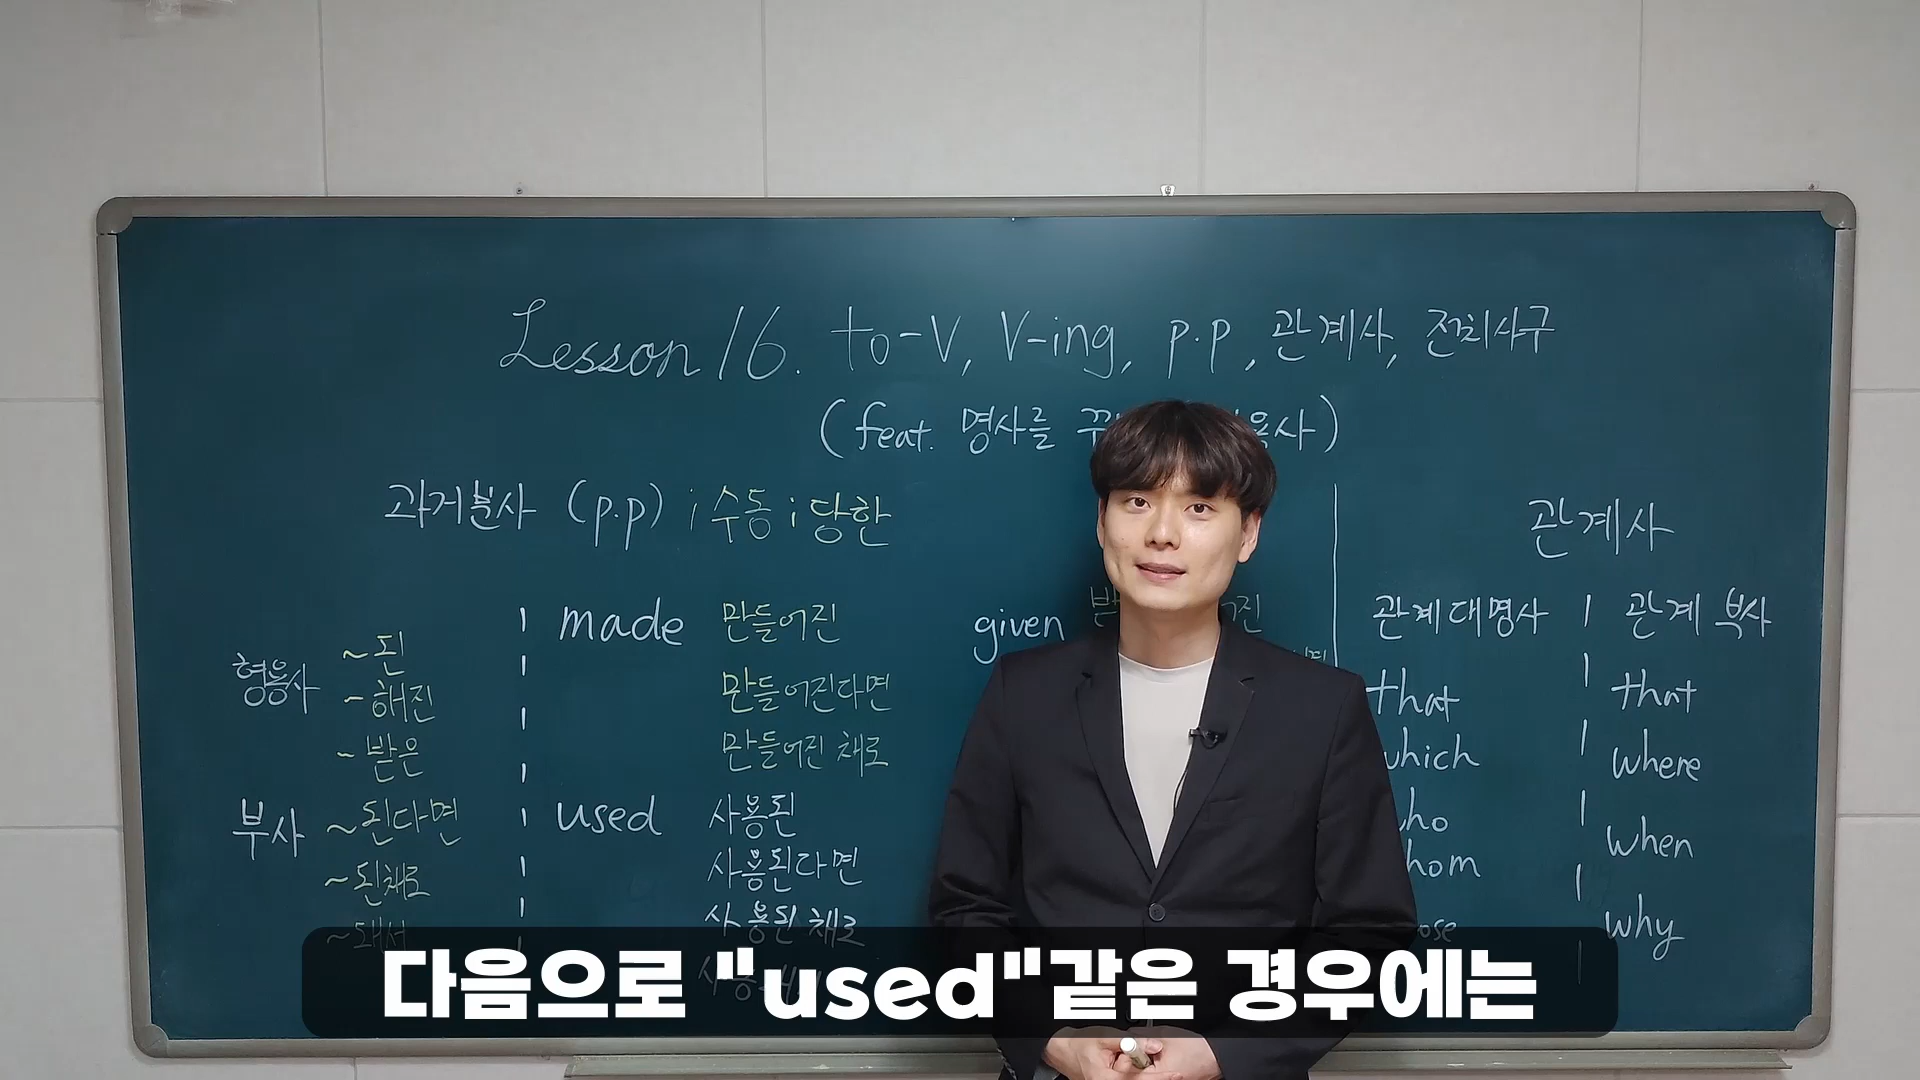 Lesson 16. to-V, V-ing, p.p, 관계사, 전치사구
(feat. 명사를 용사)
과거분사 (p.p) ; 수동 ; 당한
형용사 ~된
~해진
~받은
부사 ~된다면
~된채로
~돼서
made 만들어진
만들어진다면
만들어진 채로
used 사용된
사용된다면
사용된 채로
given
관계사
관계대명사
that
which
관계부사
that
where
when
why
다음으로 "used"같은 경우에는